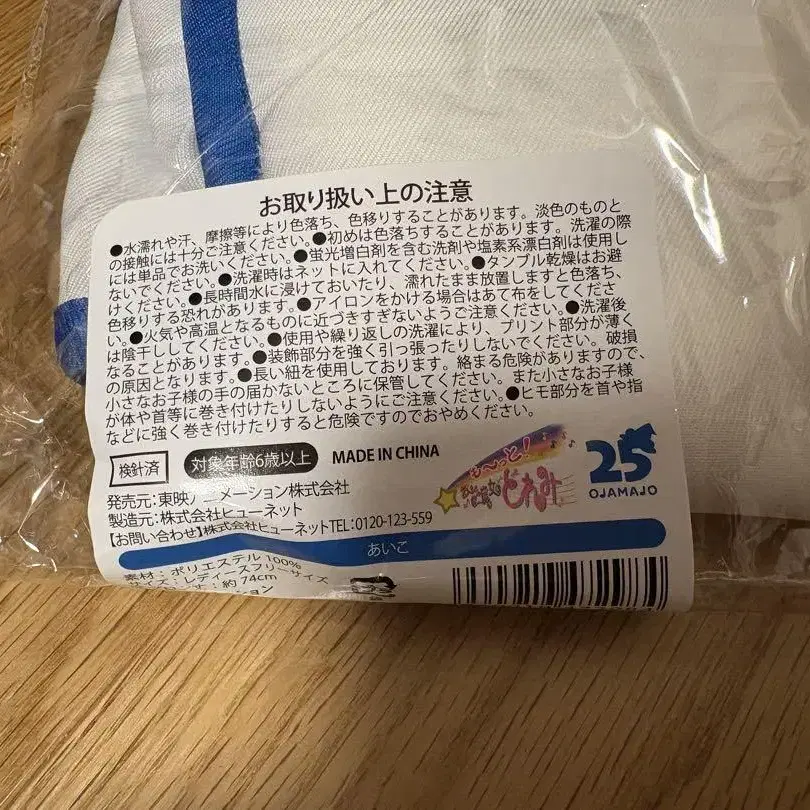 お取り扱い上の注意
●水濡れや汗、摩擦等により色落ち、色移りすることがあります。淡色のものと
の接触には十分ご注意ください。●初めは色落ちすることがあります。洗濯の際
には単品でお洗いください。●蛍光増白剤を含む洗剤や塩素系漂白剤は使用し
ないでください。●洗濯時はネットに入れてください。●タンブル乾燥はお避
けください。●長時間水に浸けておいたり、濡れたまま放置しますと色落ち、
色移りする恐れがあります。●アイロンをかける場合はあて布をしてくださ
い。●火気や高温となるものに近づきすぎないようご注意ください。●洗濯後
は陰干ししてください。●使用や繰り返しの洗濯により、プリント部分が薄く
なることがあります。●装飾部分を強く引っ張ったりしないでください。破損
の原因となります。●長い紐を使用しております。絡まる危険がありますので、
小さなお子様の手の届かないところに保管してください。また小さなお子様
が体や首等に巻き付けたりしないようにご注意ください。●ヒモ部分を首や指
などに強く巻き付けたりすると危険ですのでおやめください。
検針済 対象年齢6歳以上 MADE IN CHINA
も〜っと!
おジャ魔女どれみ
25
OJAMAJO
発売元:東映アニメーション株式会社
製造元:株式会社ヒューネット
【お問い合わせ】株式会社ヒューネットTEL:0120-123-559
あいこ
素材:ポリエステル 100%
サイズ:レディースフリーサイズ
約74cm